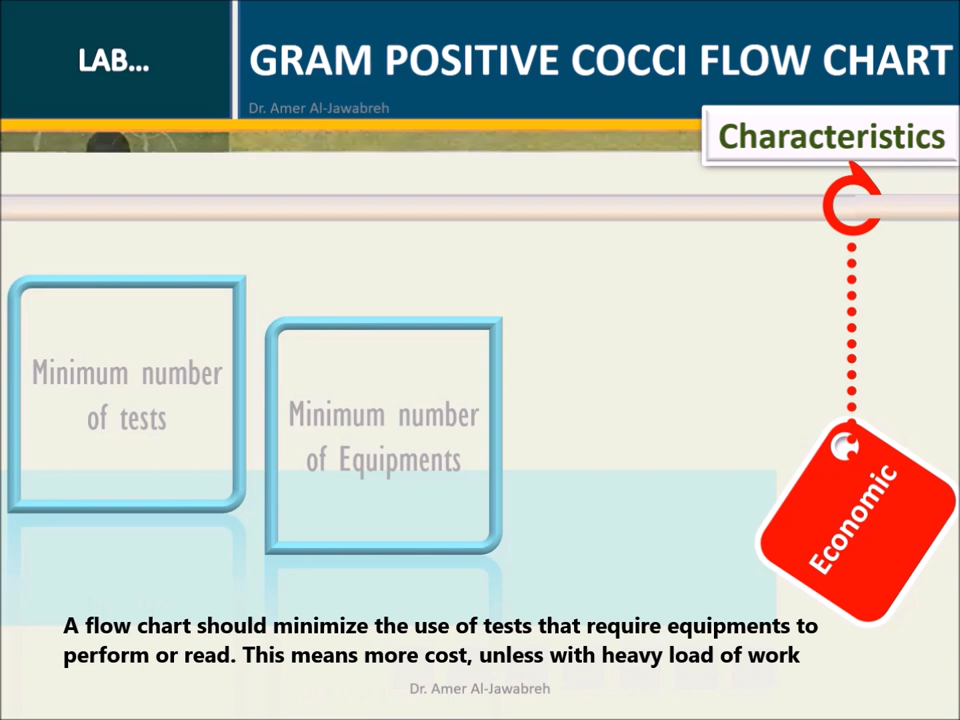 LAB...
GRAM POSITIVE COCCI FLOW CHART
Dr. Amer Al-Jawabreh
Characteristics
Minimum number
of tests
Minimum number
of Equipments
Economic
A flow chart should minimize the use of tests that require equipments to
perform or read. This means more cost, unless with heavy load of work
Dr. Amer Al-Jawabreh